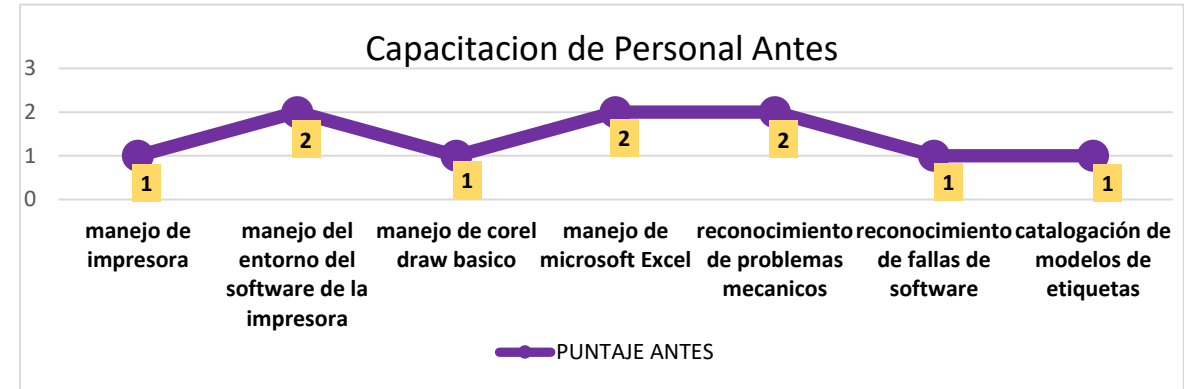 Capacitacion de Personal Antes
3
2
1
0
1
2
1
2
2
1
1
manejo de
impresora
manejo del
entorno del
software de la
impresora
manejo de corel
draw basico
manejo de
microsoft Excel
reconocimiento
de problemas
mecanicos
reconocimiento
de fallas de
software
catalogación de
modelos de
etiquetas
PUNTAJE ANTES